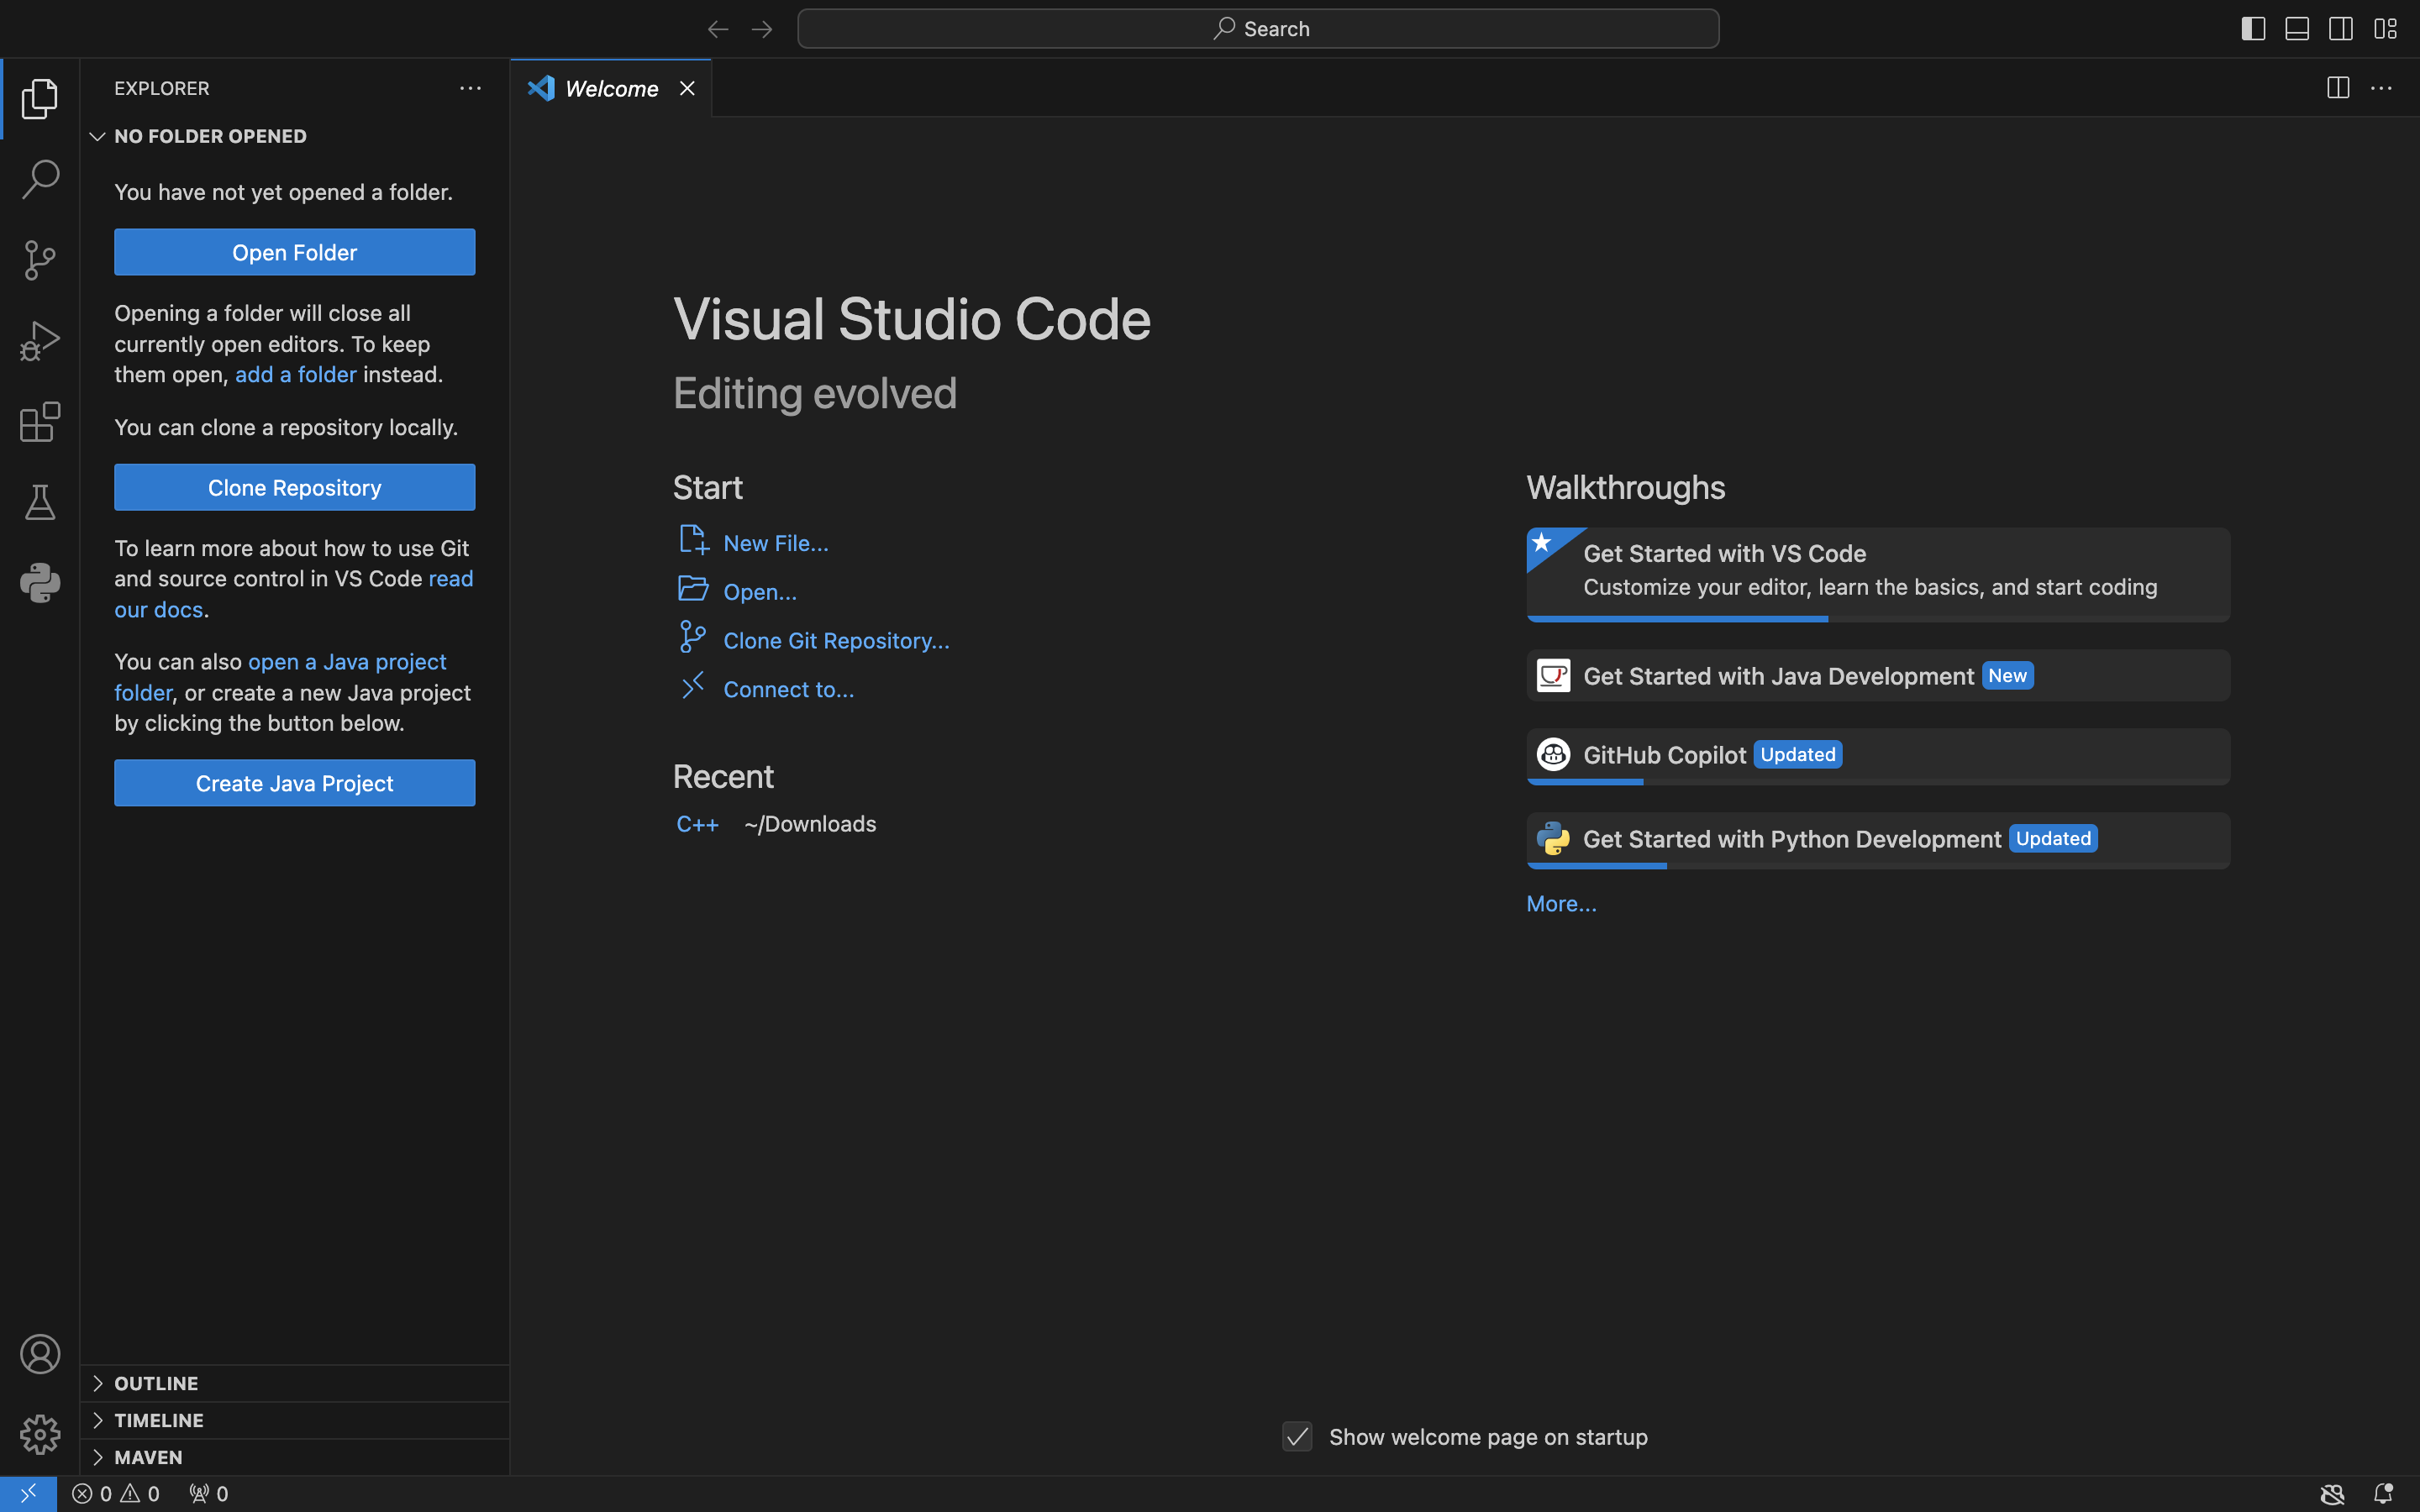 Search
EXPLORER
Welcome
NO FOLDER OPENED
You have not yet opened a folder.
Open Folder
Opening a folder will close all
currently open editors. To keep
them open, add a folder instead.
You can clone a repository locally.
Clone Repository
To learn more about how to use Git
and source control in VS Code read
our docs.
You can also open a Java project
folder, or create a new Java project
by clicking the button below.
Create Java Project
OUTLINE
TIMELINE
MAVEN
Visual Studio Code
Editing evolved
Start
New File...
Open...
Clone Git Repository...
Connect to...
Recent
C++ ~/Downloads
Walkthroughs
Get Started with VS Code
Customize your editor, learn the basics, and start coding
Get Started with Java Development New
GitHub Copilot Updated
Get Started with Python Development Updated
More...
Show welcome page on startup
0 0 0